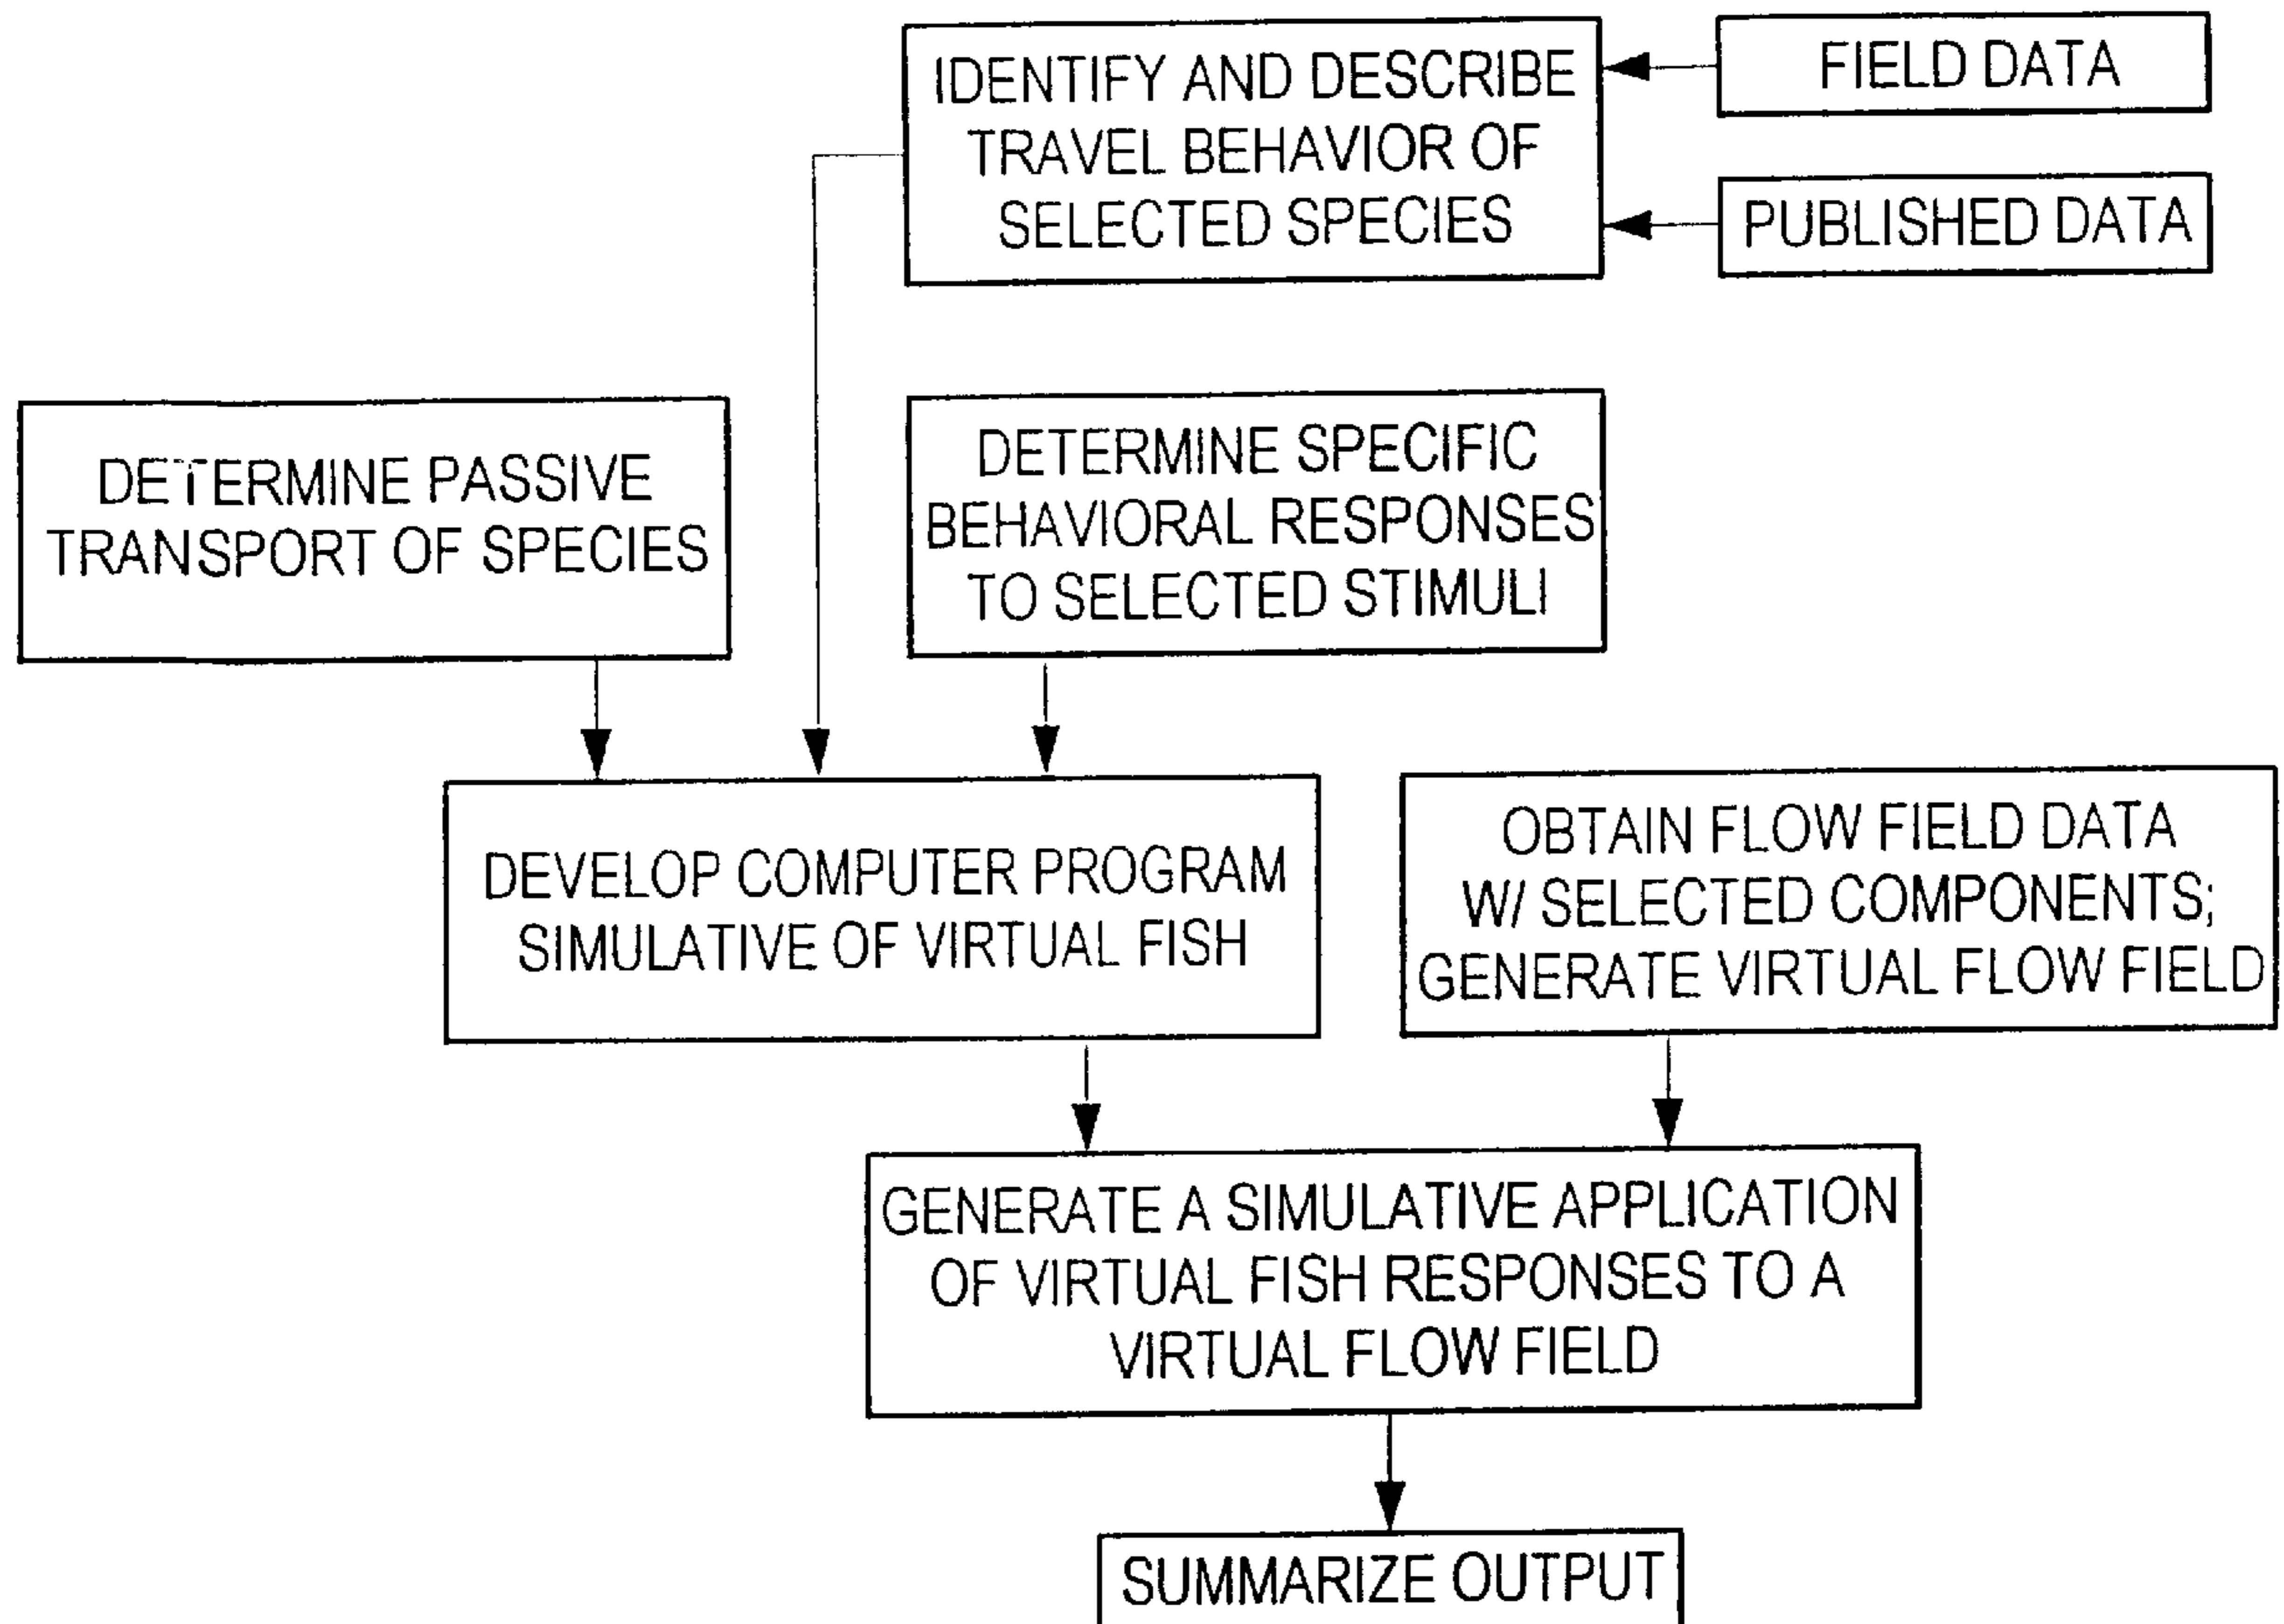 IDENTIFY AND DESCRIBE
TRAVEL BEHAVIOR OF
SELECTED SPECIES
FIELD DATA
PUBLISHED DATA
DETERMINE PASSIVE
TRANSPORT OF SPECIES
DETERMINE SPECIFIC
BEHAVIORAL RESPONSES
TO SELECTED STIMULI
DEVELOP COMPUTER PROGRAM
SIMULATIVE OF VIRTUAL FISH
OBTAIN FLOW FIELD DATA
W/ SELECTED COMPONENTS;
GENERATE VIRTUAL FLOW FIELD
GENERATE A SIMULATIVE APPLICATION
OF VIRTUAL FISH RESPONSES TO A
VIRTUAL FLOW FIELD
SUMMARIZE OUTPUT